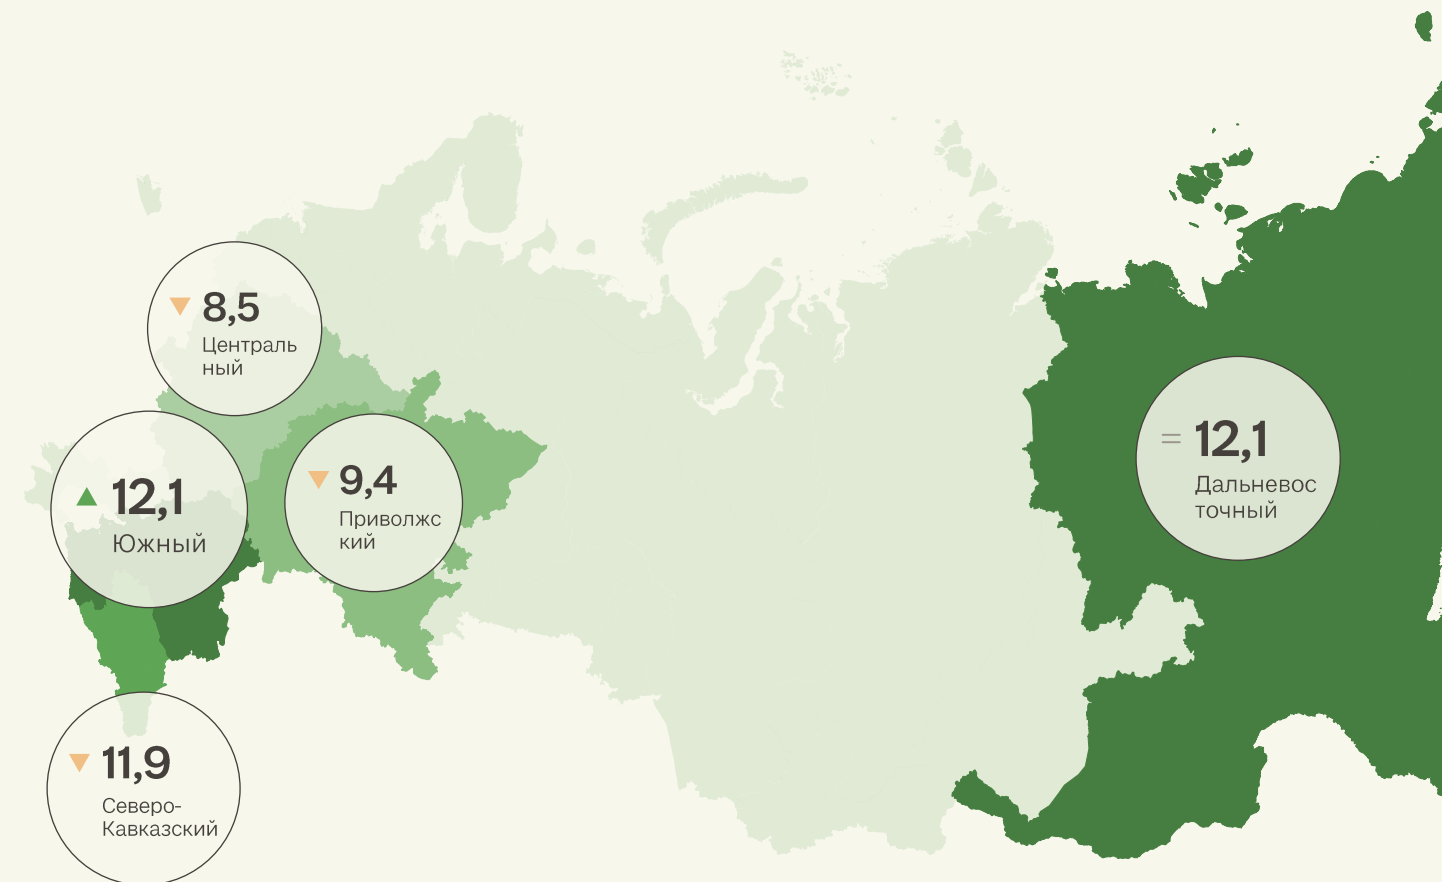 8,5
Централь
ный
12,1
Южный
9,4
Приволжс
кий
= 12,1
Дальневос
точный
11,9
Северо-
Кавказский